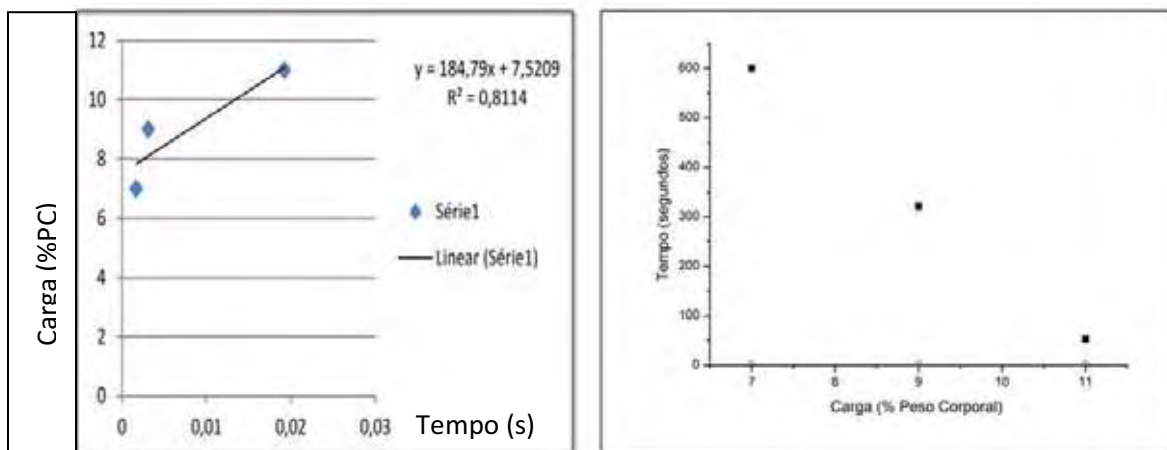 Carga (%PC)
12
10
8
6
4
2
0
0
0,01
0,02
0,03
Tempo (s)
y = 184,79x + 7,5209
R² = 0,8114
Série1
Linear (Série1)
Tempo (segundos)
600
500
400
300
200
100
0
7
8
9
10
11
Carga (% Peso Corporal)